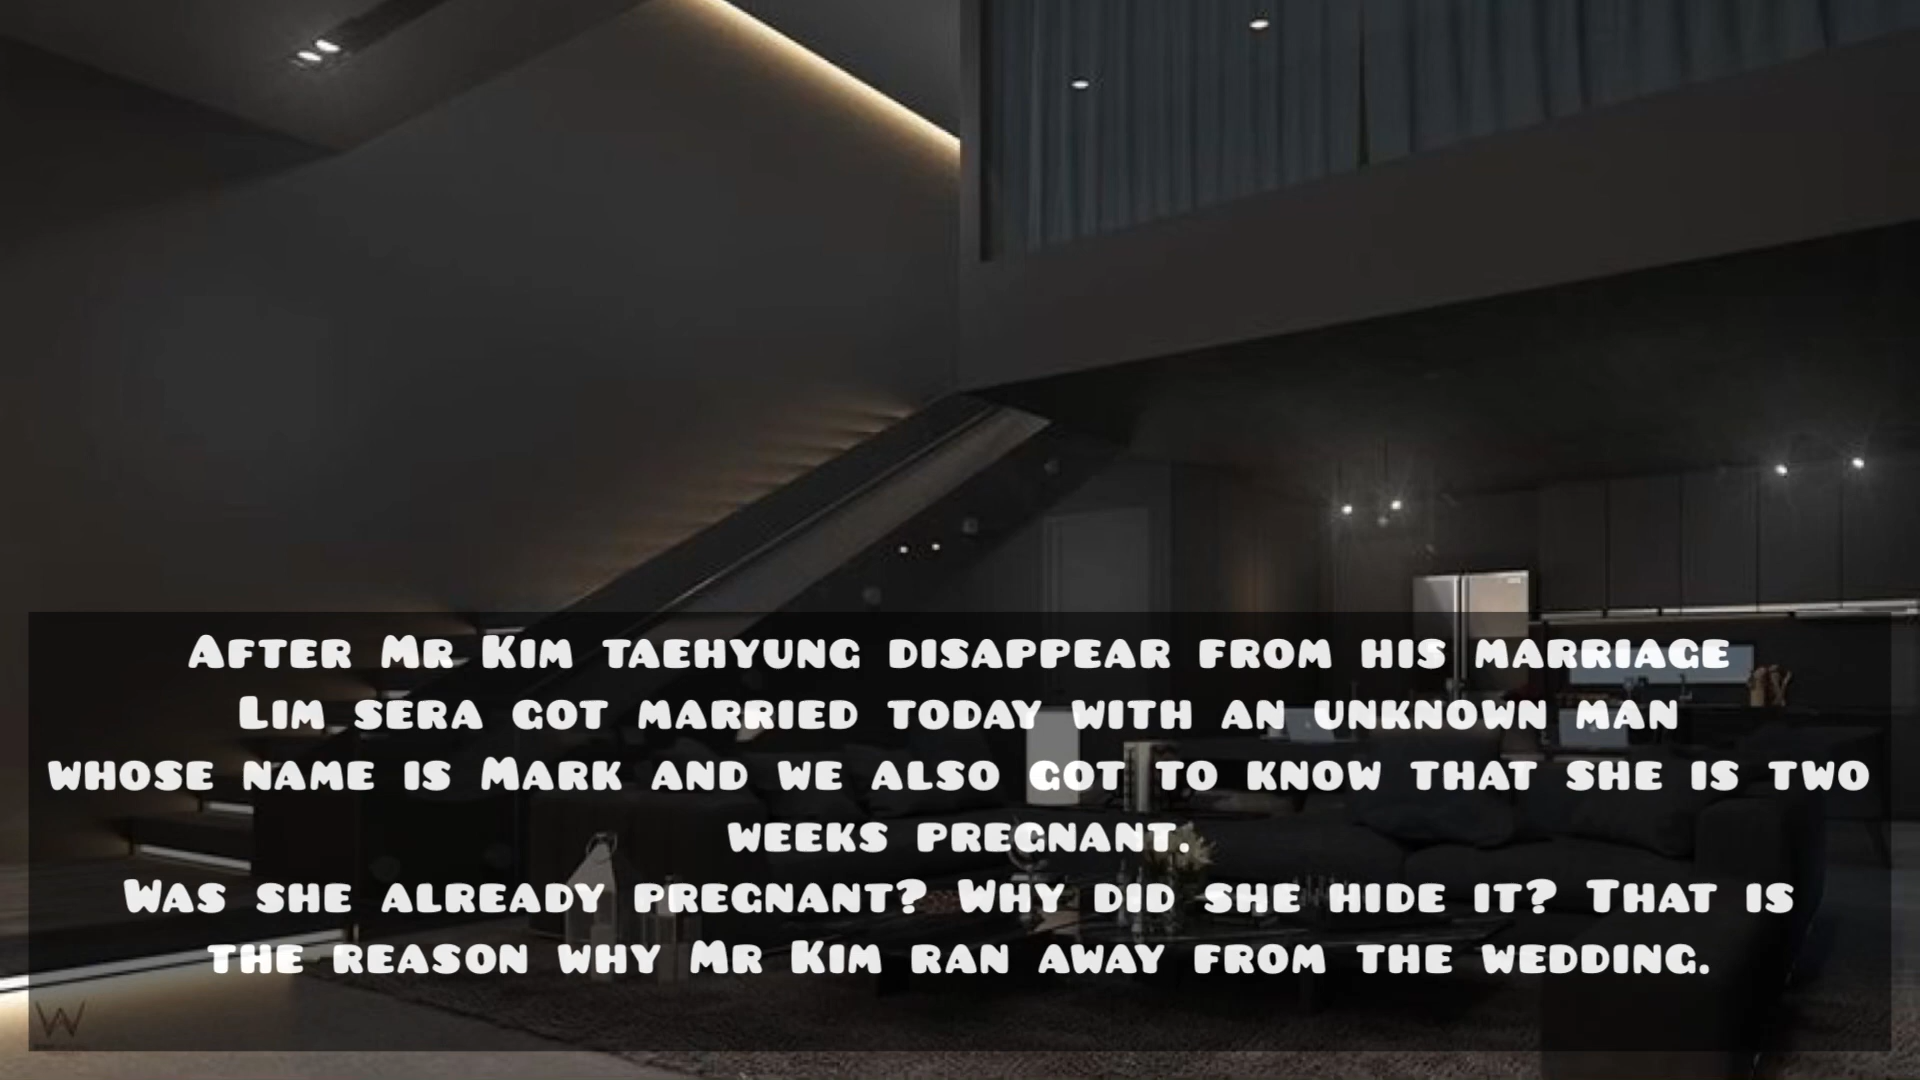 After Mr Kim taehyung disappear from his marriage
Lim sera got married today with an unknown man
whose name is Mark and we also got to know that she is two
weeks pregnant.
Was she already pregnant? Why did she hide it? That is
the reason why Mr Kim ran away from the wedding.
W